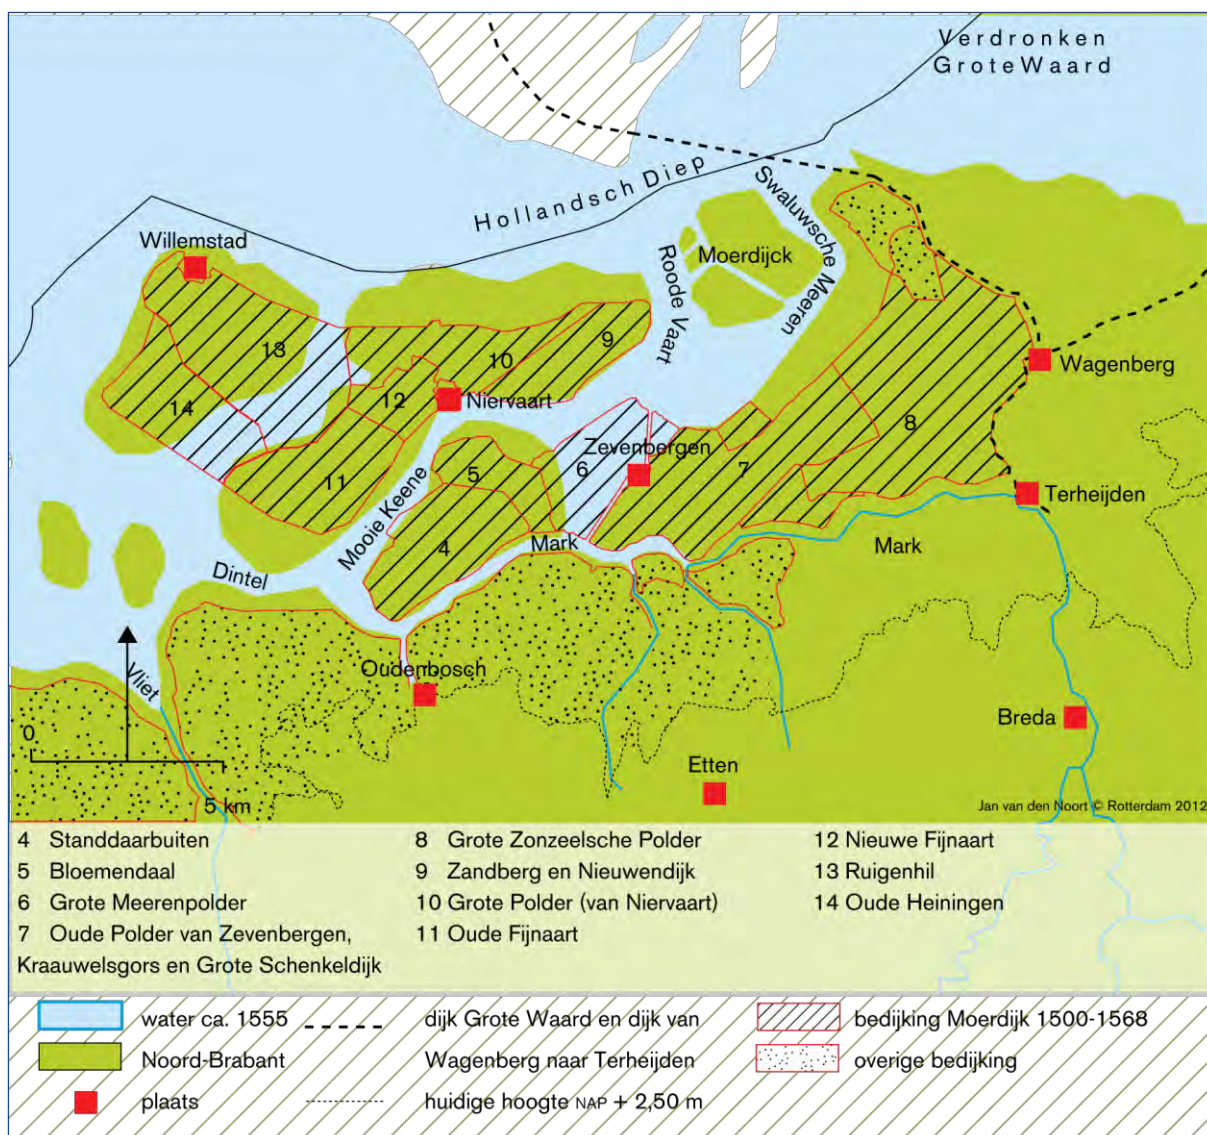 Verdronken
Grote Waard
Hollandsch Diep
Swaluwsche Meeren
Willemstad
Moerdijck
Roode Vaart
13
10
9
Wagenberg
14
12
Niervaart
8
Zevenbergen
11
5
6
7
Mooie Keene
Terheijden
4
Mark
Mark
Dintel
Vliet
Oudenbosch
Breda
0
Etten
5 km
Jan van den Noort © Rotterdam 2012
4 Standdaarbuiten
5 Bloemendaal
6 Grote Meerenpolder
7 Oude Polder van Zevenbergen,
Kraauwelsgors en Grote Schenkeldijk
8 Grote Zonzeelsche Polder
9 Zandberg en Nieuwendijk
10 Grote Polder (van Niervaart)
11 Oude Fijnaart
12 Nieuwe Fijnaart
13 Ruigenhil
14 Oude Heiningen
water ca. 1555
Noord-Brabant
plaats
dijk Grote Waard en dijk van
Wagenberg naar Terheijden
huidige hoogte NAP + 2,50 m
bedijking Moerdijk 1500-1568
overige bedijking